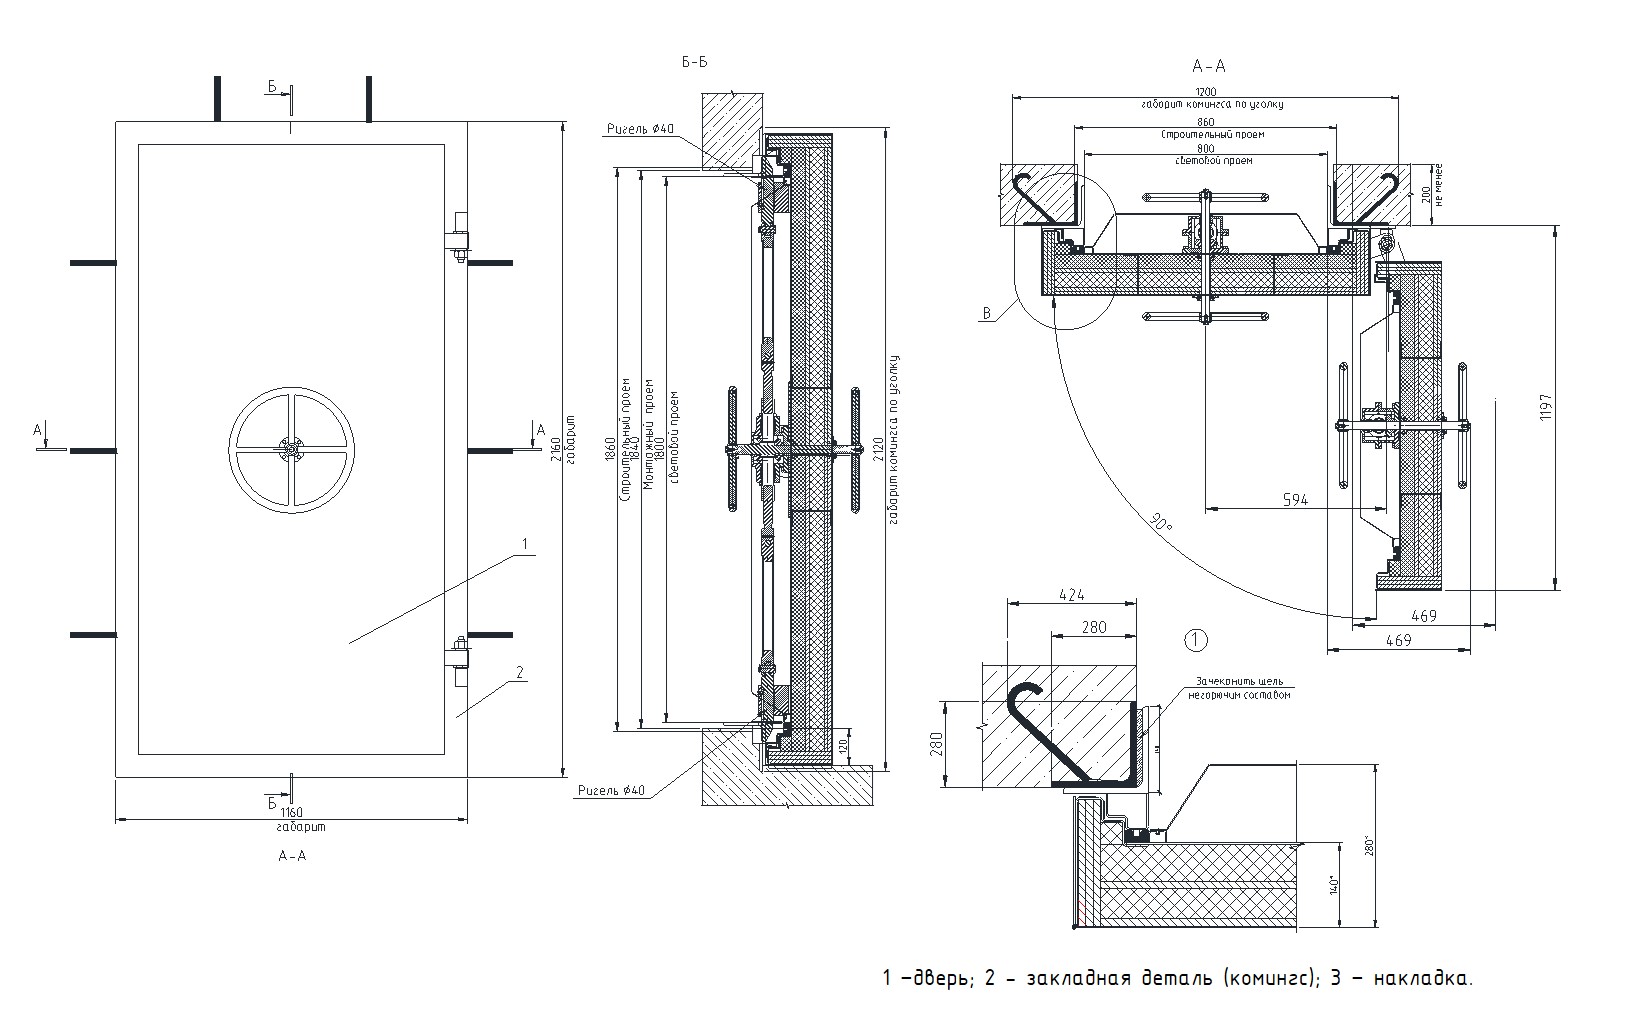 Б
Б
А
А
1
2
2160
габарит
1160
габарит
А-А
Б-Б
Ригель Ф40
Ригель Ф40
1860
Строительный проем
1840
Монтажный проем
1800
световой проем
120
2120
габарит комингса по уголку
А-А
1200
габарит комингса по уголку
860
Строительный проем
800
световой проем
200
не менее
В
90°
594
1197
469
469
1
424
280
280
Зачеконить щель
негорючим составом
140*
280*
1 –дверь; 2 - закладная деталь (комингс); 3 – накладка.